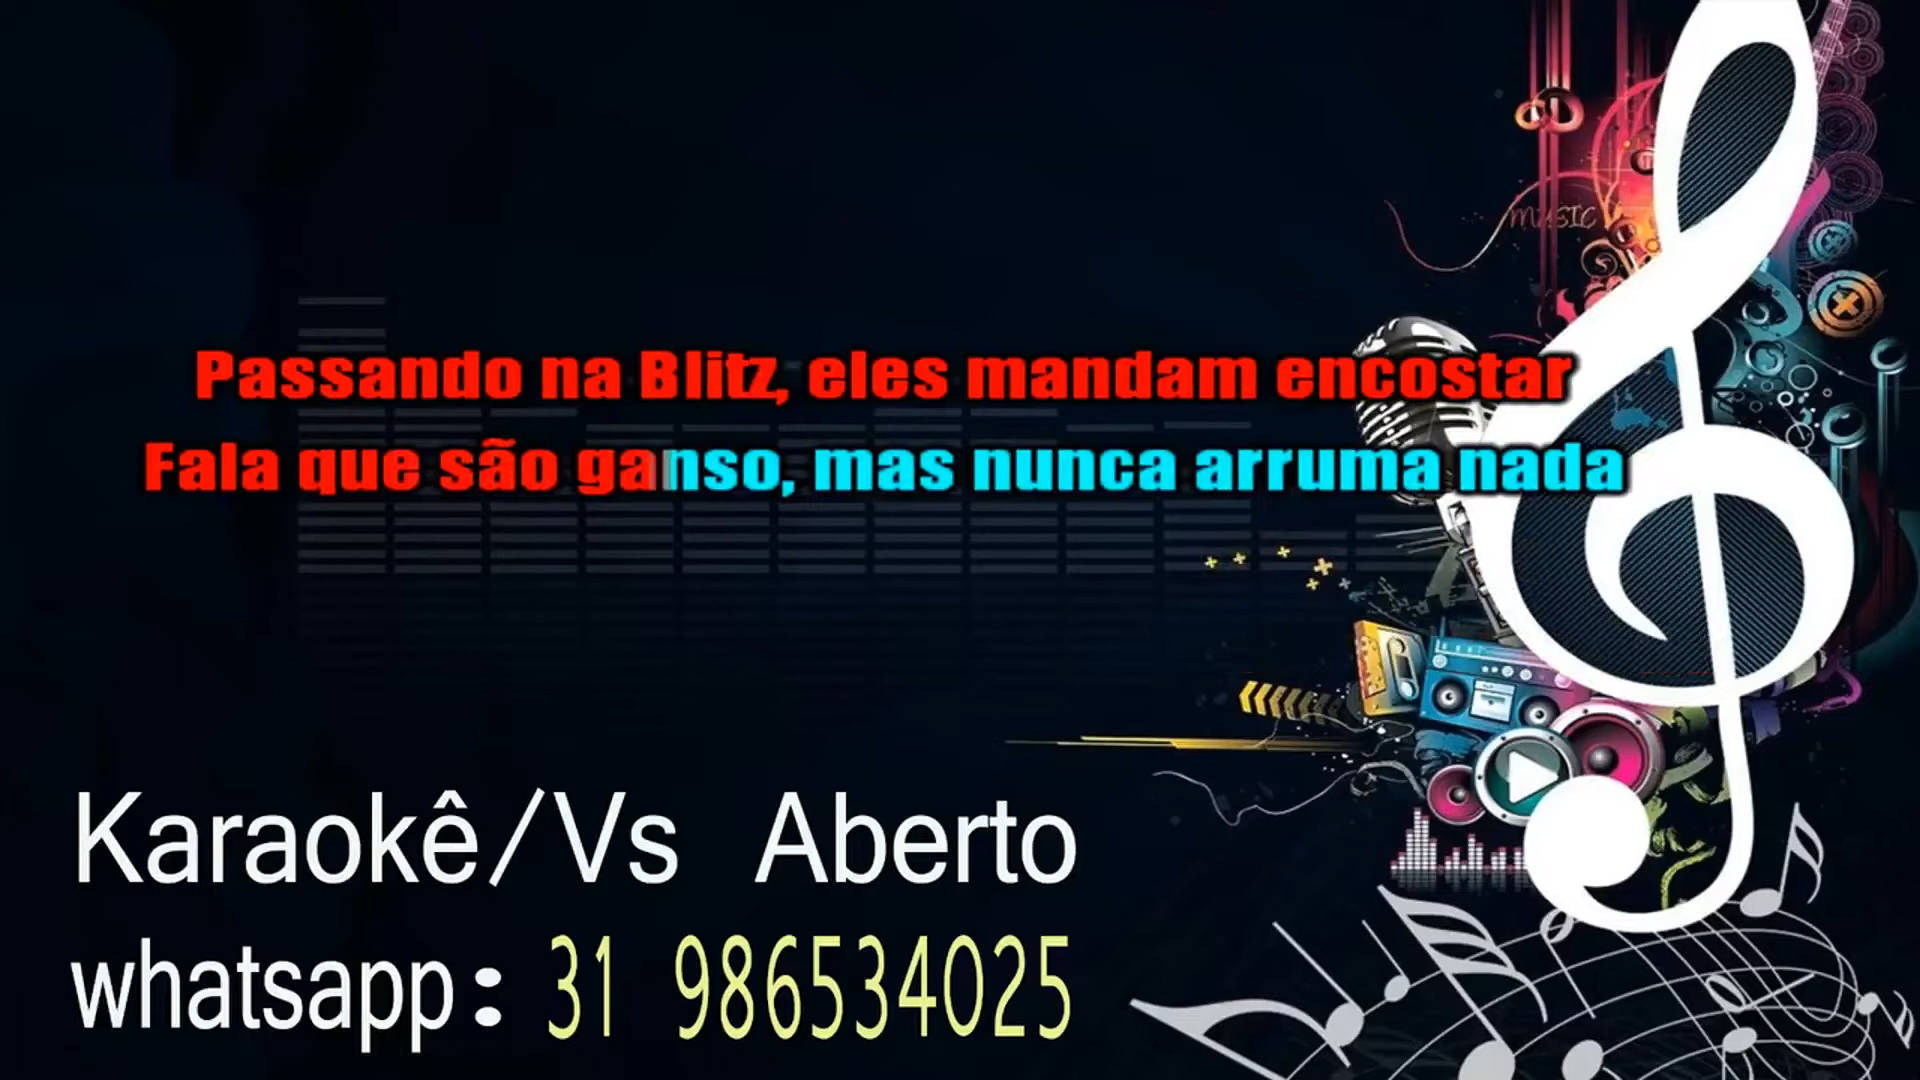 MUSIC
Passando na Blitz, eles mandam encostar
Fala que são ganso, mas nunca arruma nada
Karaokê/Vs Aberto
whatsapp: 31 986534025